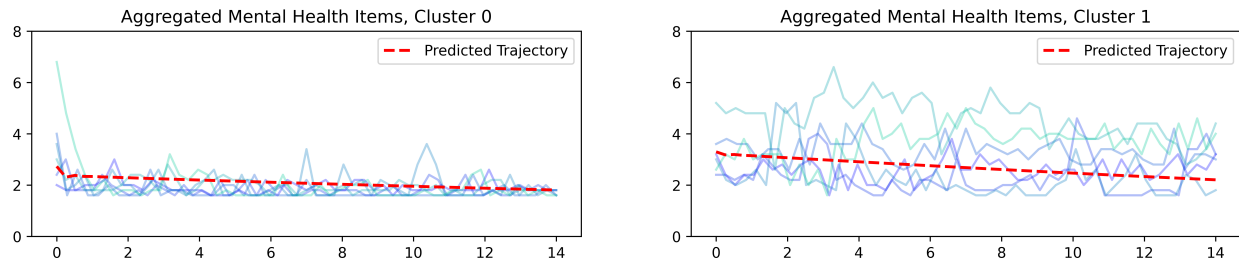 Aggregated Mental Health Items, Cluster 0
8
6
4
2
0
Predicted Trajectory
0 2 4 6 8 10 12 14
Aggregated Mental Health Items, Cluster 1
8
6
4
2
0
Predicted Trajectory
0 2 4 6 8 10 12 14